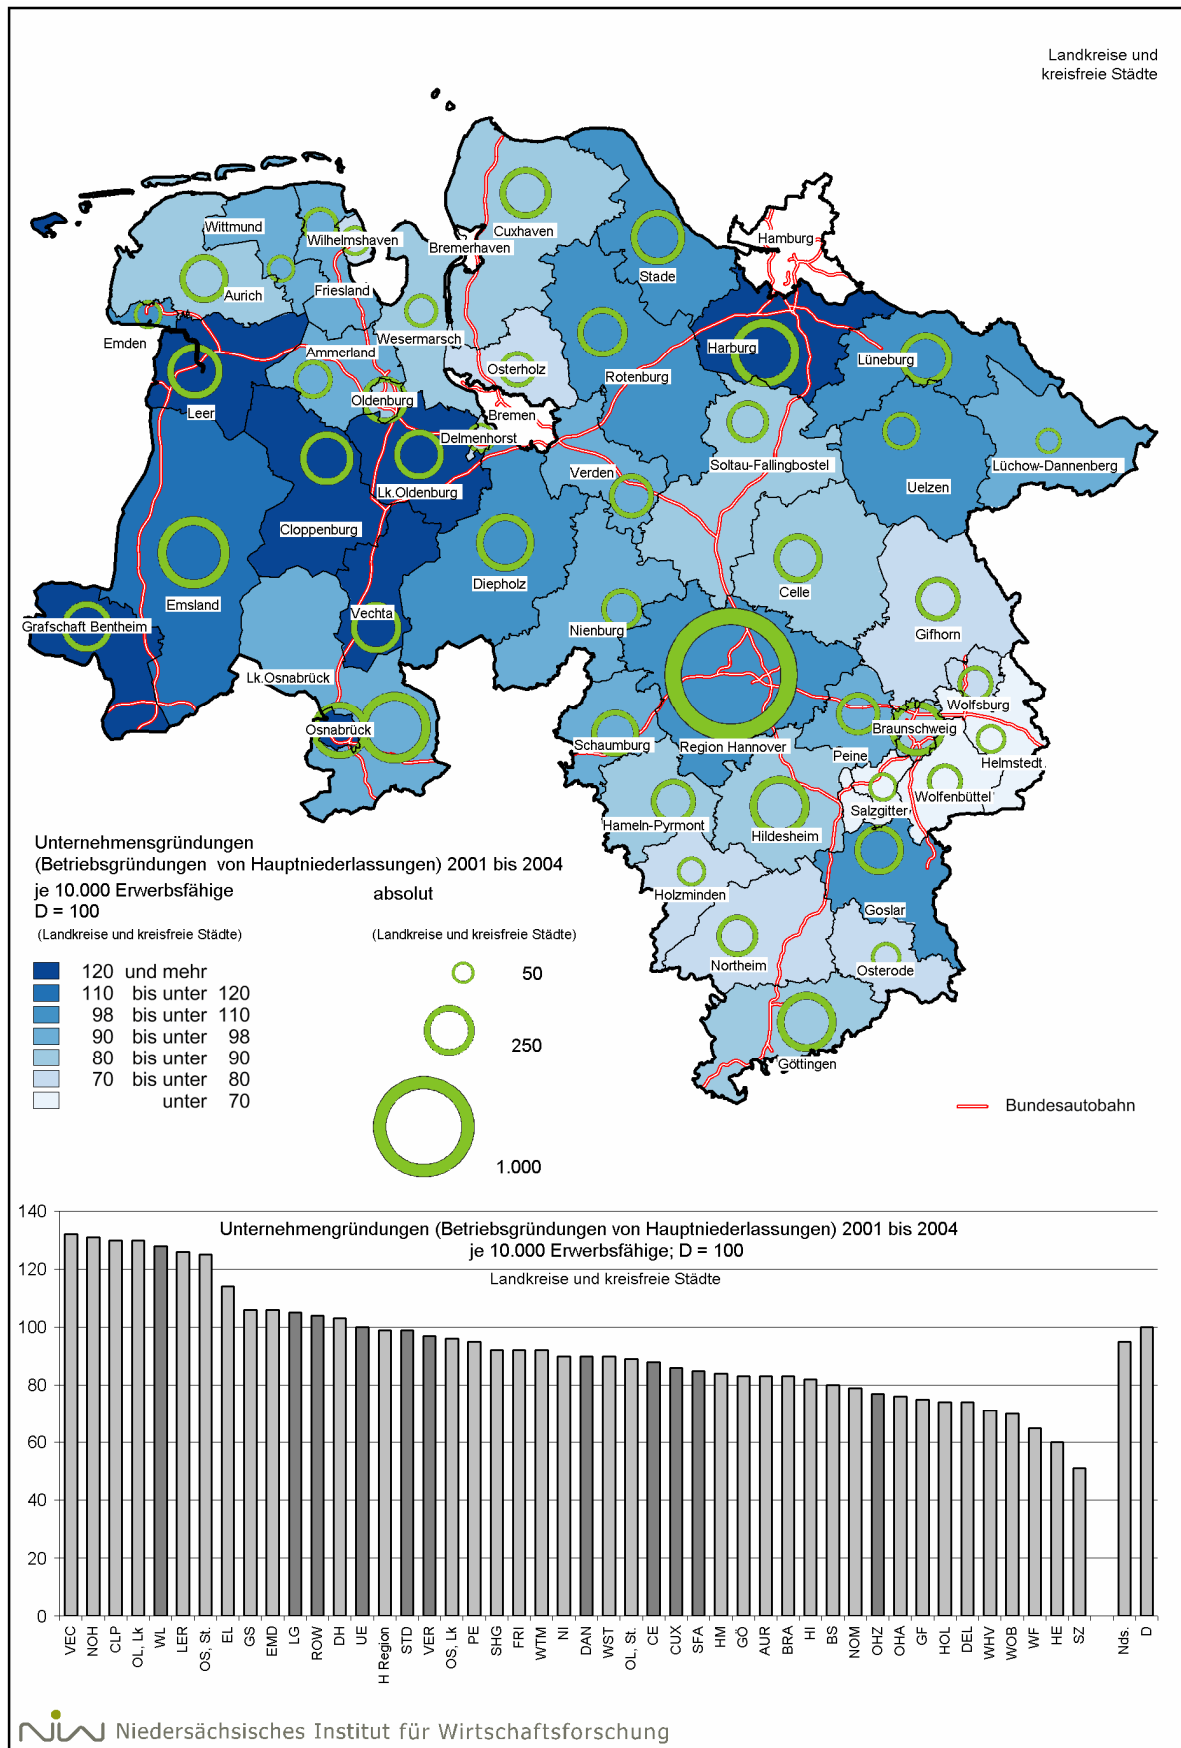 Landkreise und
kreisfreie Städte
Hamburg
Cuxhaven
Wittmund
Wilhelmshaven
Bremerhaven
Stade
Friesland
Aurich
Emden
Wesermarsch
Ammerland
Harburg
Lüneburg
Osterholz
Rotenburg
Leer
Oldenburg
Bremen
Delmenhorst
Soltau-Fallingbostel
Lüchow-Dannenberg
Verden
Uelzen
Lk.Oldenburg
Cloppenburg
Diepholz
Celle
Emsland
Vechta
Grafschaft Bentheim
Nienburg
Gifhorn
Lk.Osnabrück
Wolfsburg
Osnabrück
Braunschweig
Schaumburg
Region Hannover
Peine
Helmstedt
Wolfenbüttel
Salzgitter
Hameln-Pyrmont
Hildesheim
Holzminden
Goslar
Northeim
Osterode
Göttingen
Unternehmensgründungen
(Betriebsgründungen von Hauptniederlassungen) 2001 bis 2004
je 10.000 Erwerbsfähige
D = 100
(Landkreise und kreisfreie Städte)
absolut
(Landkreise und kreisfreie Städte)
120 und mehr
110 bis unter 120
98 bis unter 110
90 bis unter 98
80 bis unter 90
70 bis unter 80
unter 70
50
250
1.000
Bundesautobahn
Unternehmengründungen (Betriebsgründungen von Hauptniederlassungen) 2001 bis 2004
je 10.000 Erwerbsfähige; D = 100
Landkreise und kreisfreie Städte
140
120
100
80
60
40
20
0
VEC
NOH
CLP
OL, Lk
WL
LER
OS, St.
EL
GS
EMD
LG
ROW
DH
UE
H Region
STD
VER
OS, Lk
PE
SHG
FRI
WTM
NI
DAN
WST
OL, St.
CE
CUX
SFA
HM
GÖ
AUR
BRA
HI
BS
NOM
OHZ
OHA
GF
HOL
DEL
WHV
WOB
WF
HE
SZ
Nds.
D
NIW Niedersächsisches Institut für Wirtschaftsforschung